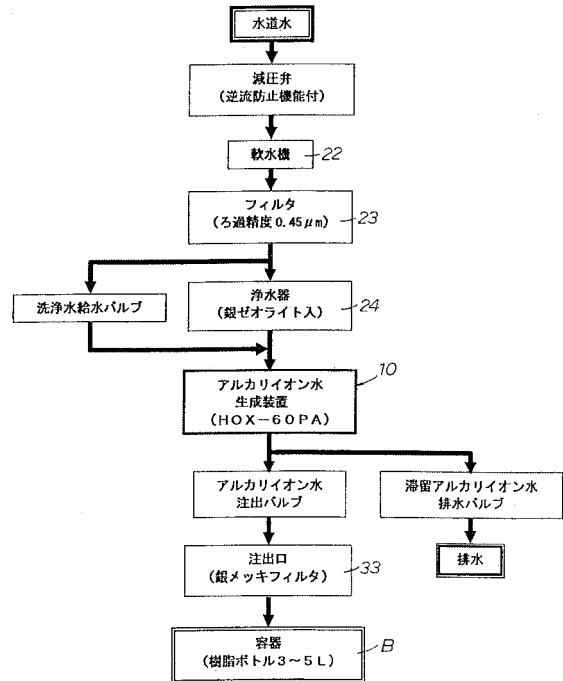 水道水
減圧弁
(逆流防止機能付)
軟水機
22
フィルタ
(ろ過精度0.45μm)
23
洗浄水給水バルブ
浄水器
(銀ゼオライト入)
24
アルカリイオン水
生成装置
(HOX-60PA)
10
アルカリイオン水
注出バルブ
滞留アルカリイオン水
排水バルブ
注出口
(銀メッキフィルタ)
33
排水
容器
(樹脂ボトル3~5L)
B